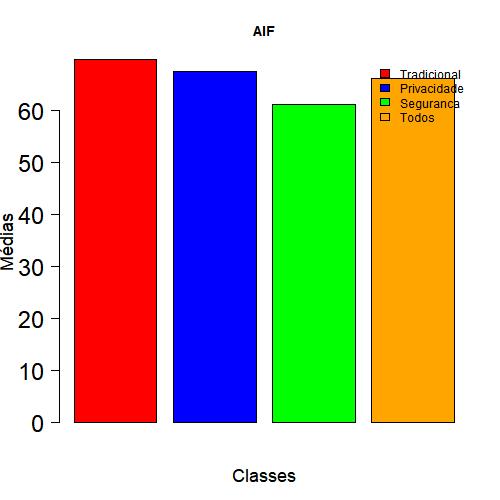 AIF
Tradicional
Privacidade
Seguranca
Todos
60
50
40
30
20
10
0
Médias
Classes